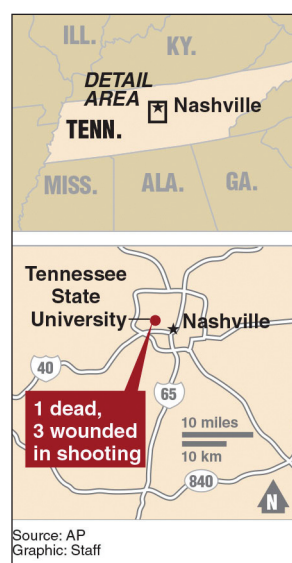 ILL.
KY.
DETAIL
AREA
Nashville
TENN.
MISS.
ALA.
GA.
Tennessee
State
University
Nashville
40
1 dead,
3 wounded
in shooting
65
10 miles
10 km
840
N
Source: AP
Graphic: Staff